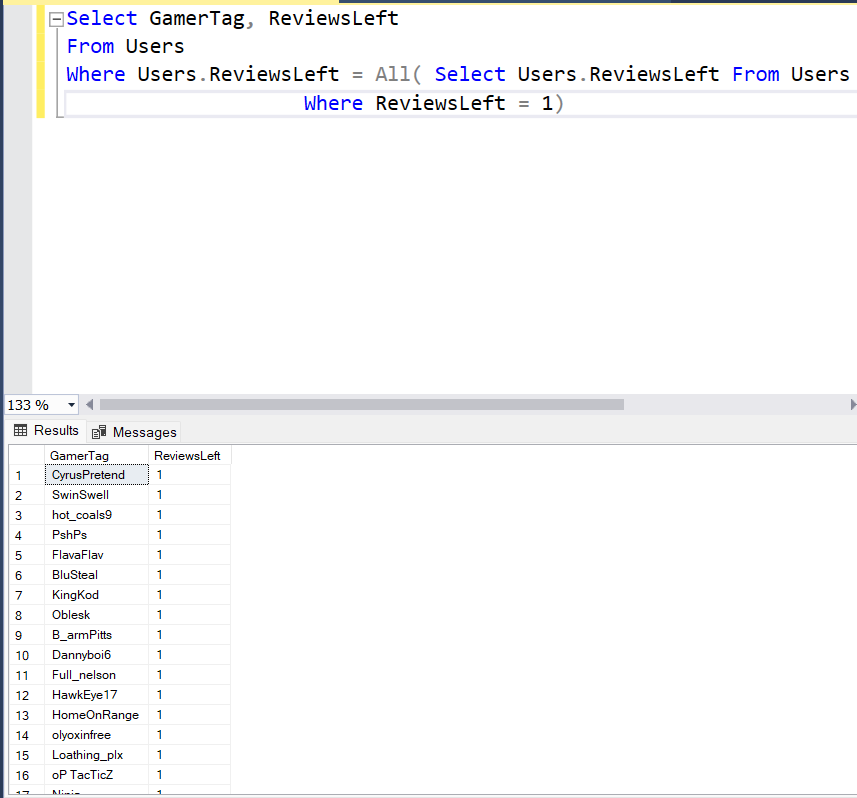 Select GamerTag, ReviewsLeft
From Users
Where Users.ReviewsLeft = All( Select Users.ReviewsLeft From Users
Where ReviewsLeft = 1)
133 %
Results Messages
GamerTag ReviewsLeft
1 CyrusPretend 1
2 SwinSwell 1
3 hot_coals9 1
4 PshPs 1
5 FlavaFlav 1
6 BluSteal 1
7 KingKod 1
8 Oblesk 1
9 B_armPitts 1
10 Dannyboi6 1
11 Full_nelson 1
12 HawkEye17 1
13 HomeOnRange 1
14 olyoxinfree 1
15 Loathing_plx 1
16 oP TacTicZ 1
17 1